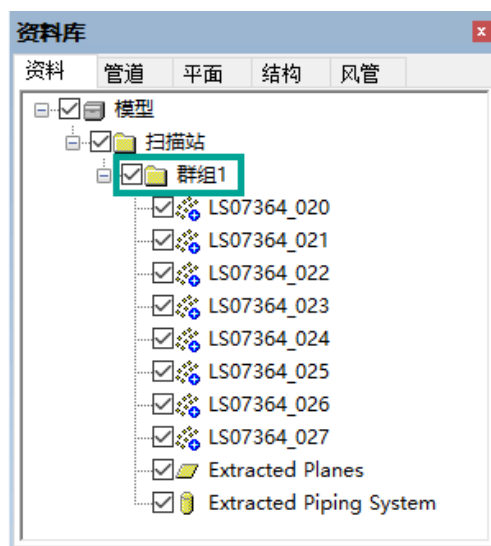 资料库
资料 管道 平面 结构 风管
模型
扫描站
群组1
LS07364_020
LS07364_021
LS07364_022
LS07364_023
LS07364_024
LS07364_025
LS07364_026
LS07364_027
Extracted Planes
Extracted Piping System